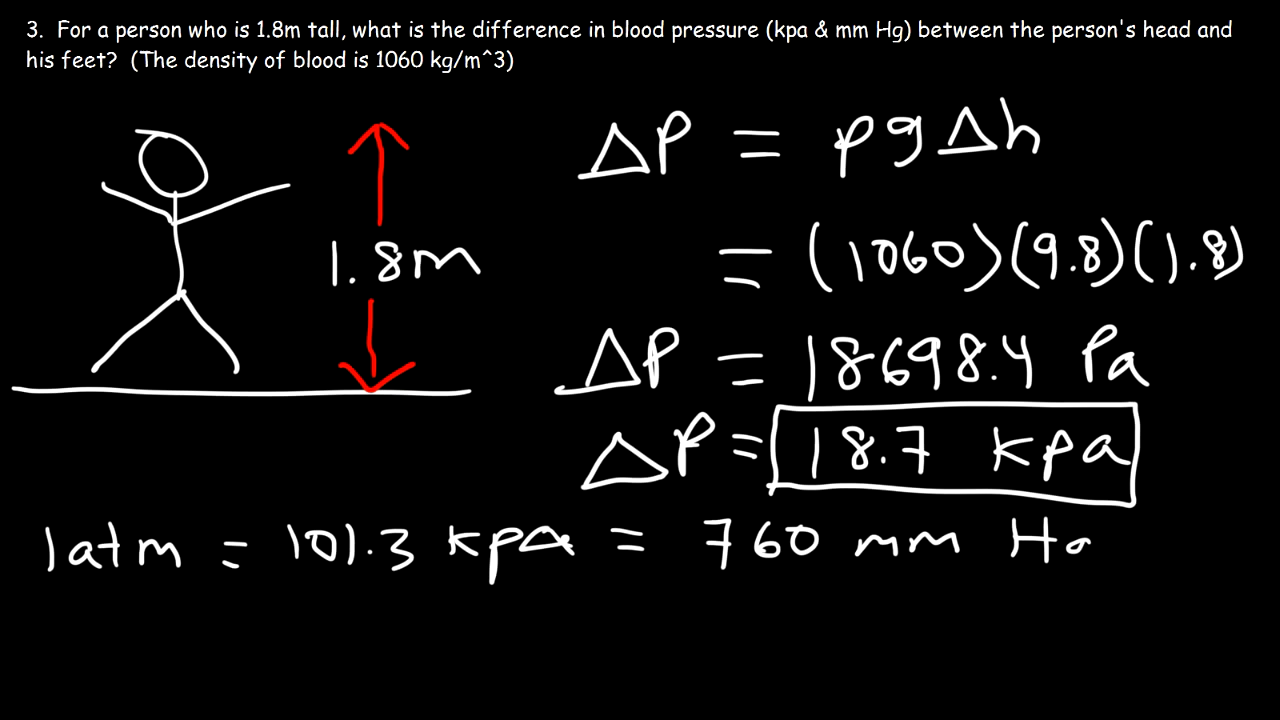 3. For a person who is 1.8m tall, what is the difference in blood pressure (kpa & mm Hg) between the person's head and
his feet? (The density of blood is 1060 kg/m^3)
ΔP = ρgΔh
= (1060)(9.8)(1.8)
1.8m
ΔP = 18698.4 Pa
ΔP = 18.7 kpa
1atm = 101.3 kpa = 760 mm Ha